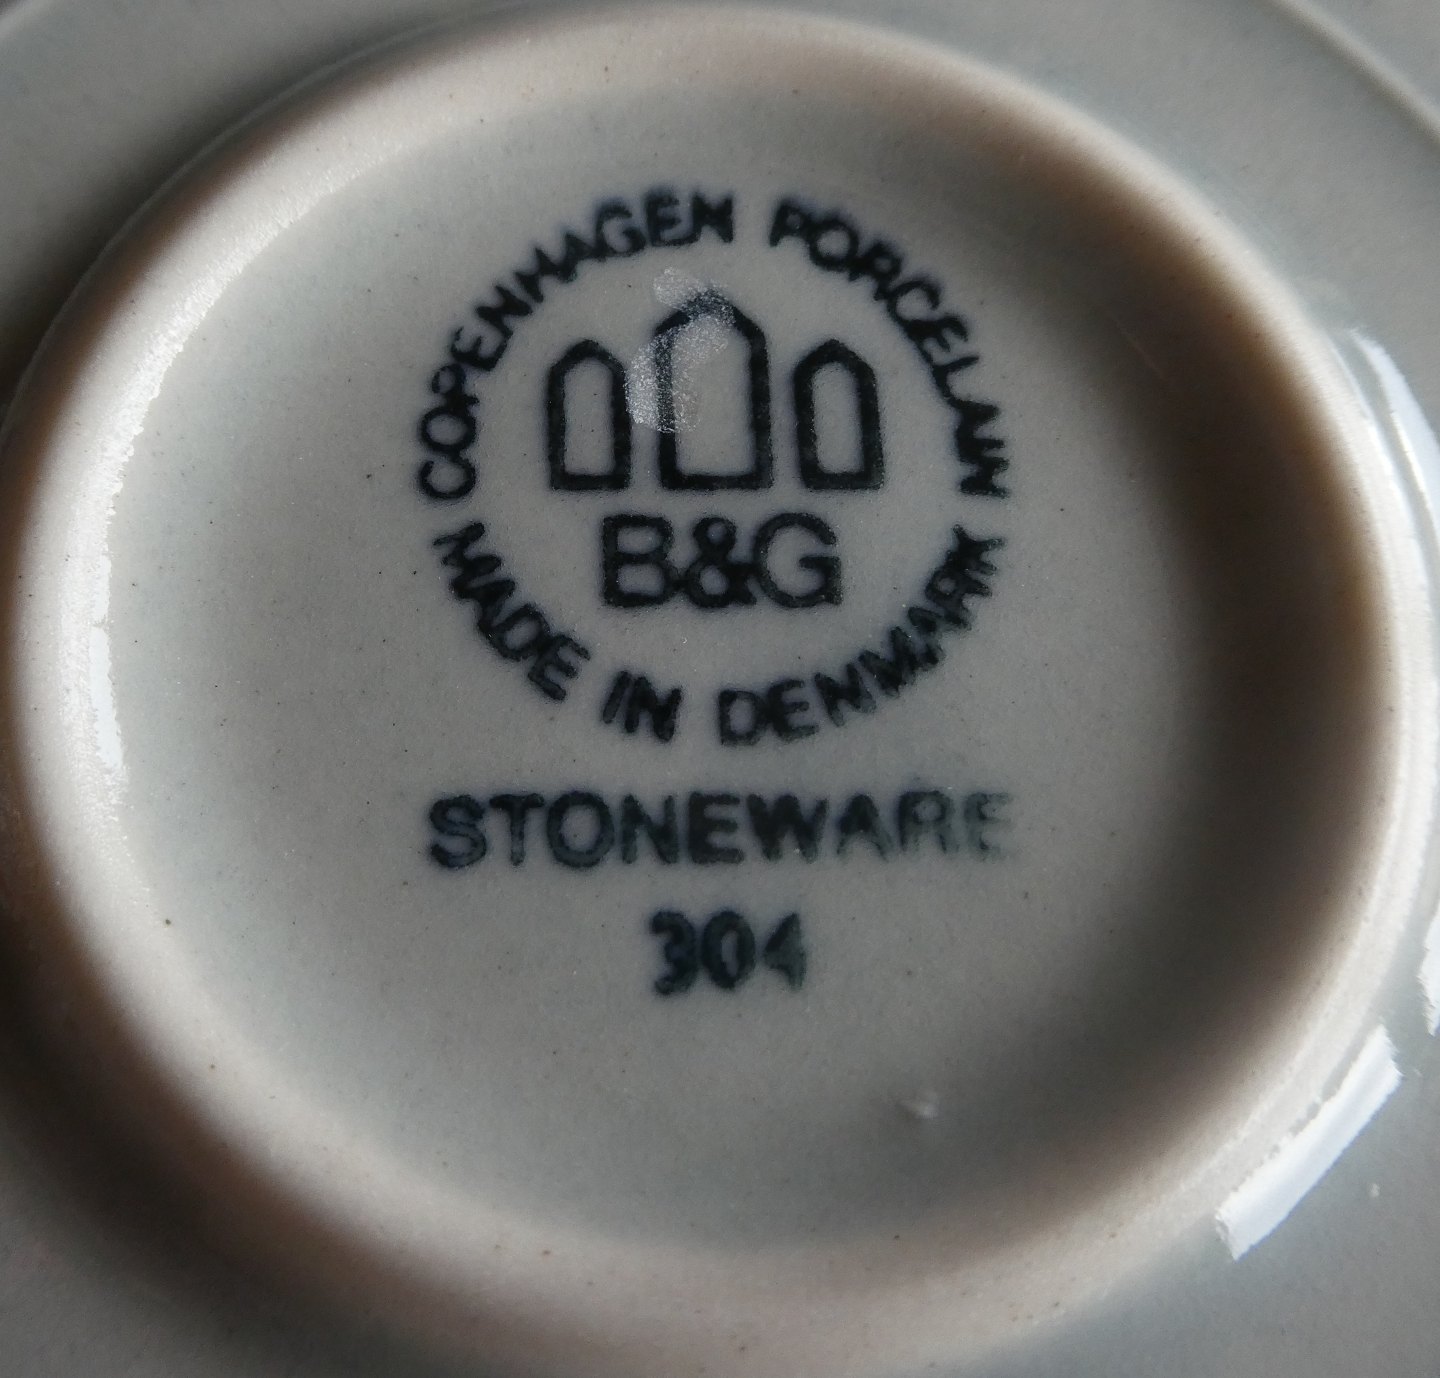 COPENHAGEN PORCELAIN
B&G
MADE IN DENMARK
STONEWARE
304